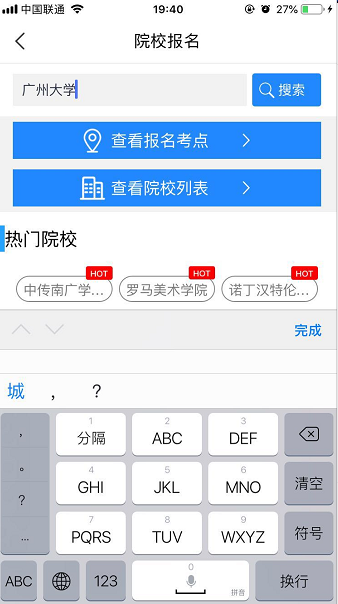 中国联通 19:40 27%
院校报名
广州大学 搜索
查看报名考点
查看院校列表
热门院校
HOT HOT HOT
中传南广学... 罗马美术学院 诺丁汉特伦...
完成
城 ， ？
， 1 分隔 2 ABC 3 DEF
。 4 GHI 5 JKL 6 MNO 清空
？ 7 PQRS 8 TUV 9 WXYZ 符号
...
ABC 123 0 拼音 换行